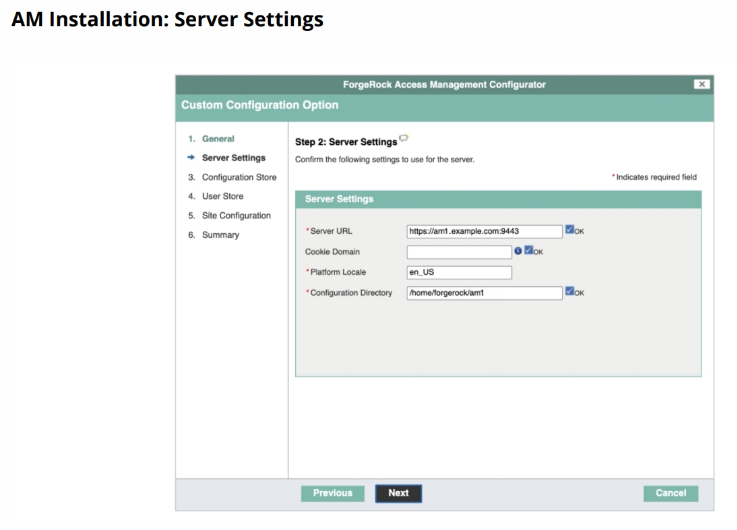 AM Installation: Server Settings
ForgeRock Access Management Configurator
Custom Configuration Option
1. General
Server Settings
3. Configuration Store
4. User Store
5. Site Configuration
6. Summary
Step 2: Server Settings
Confirm the following settings to use for the server.
* Indicates required field
Server Settings
* Server URL https://am1.example.com:9443 OK
Cookie Domain OK
* Platform Locale en_US
* Configuration Directory /home/forgerock/am1 OK
Previous Next Cancel